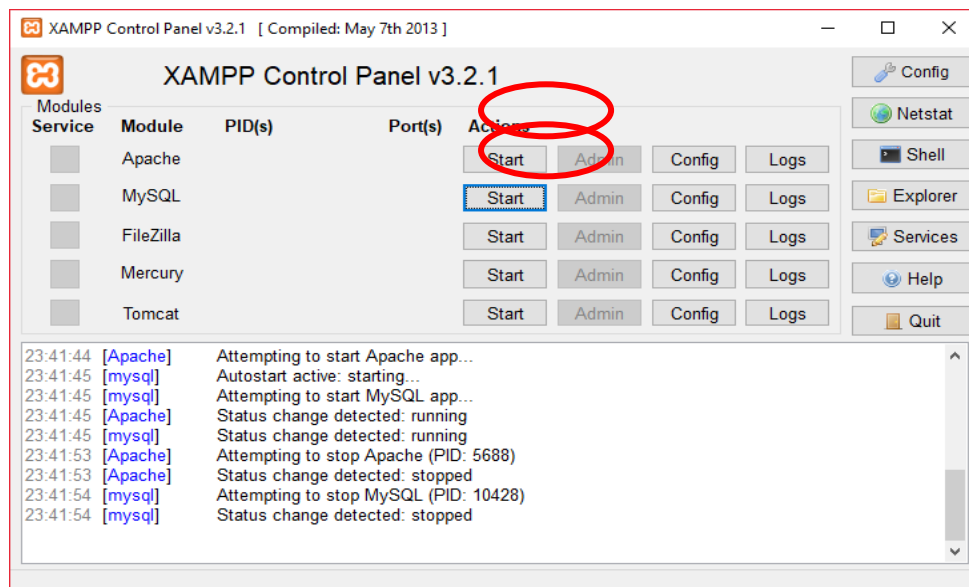 XAMPP Control Panel v3.2.1 [ Compiled: May 7th 2013 ]
XAMPP Control Panel v3.2.1
Config
Modules
Netstat
Service Module PID(s) Port(s) Actions
Apache Start Admin Config Logs
Shell
MySQL Start Admin Config Logs
Explorer
FileZilla Start Admin Config Logs
Services
Mercury Start Admin Config Logs
Help
Tomcat Start Admin Config Logs
Quit
23:41:44 [Apache] Attempting to start Apache app...
23:41:45 [mysql] Autostart active: starting...
23:41:45 [mysql] Attempting to start MySQL app...
23:41:45 [Apache] Status change detected: running
23:41:45 [mysql] Status change detected: running
23:41:53 [Apache] Attempting to stop Apache (PID: 5688)
23:41:53 [Apache] Status change detected: stopped
23:41:54 [mysql] Attempting to stop MySQL (PID: 10428)
23:41:54 [mysql] Status change detected: stopped